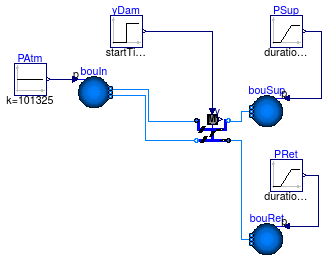 yDam
startTi...
PSup
duratio...
PAtm
k=101325
p
bouIn
bouSup
p
y
M
PRet
duratio...
bouRet
p